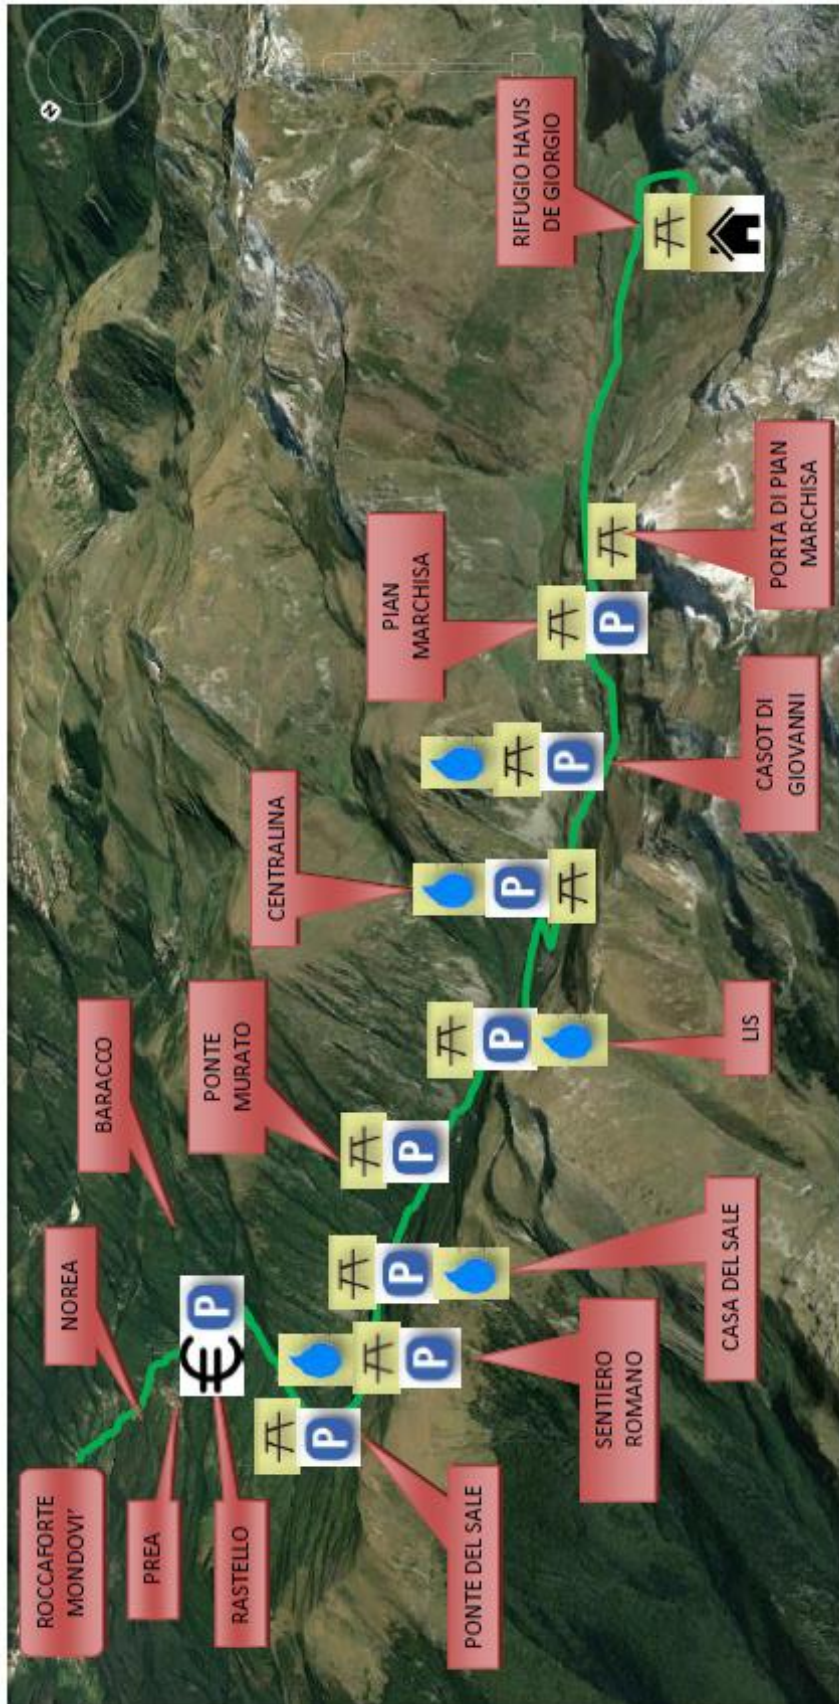 ROCCAFORTE
MONDOVI'
NOREA
BARACCO
PREA
€ P
RASTELLO
PONTE DEL SALE
P
SENTIERO
ROMANO
P
CASA DEL SALE
P
PONTE
MURATO
P
LIS
P
CENTRALINA
P
CASOT DI
GIOVANNI
P
PIAN
MARCHISA
P
PORTA DI PIAN
MARCHISA
RIFUGIO HAVIS
DE GIORGIO
N